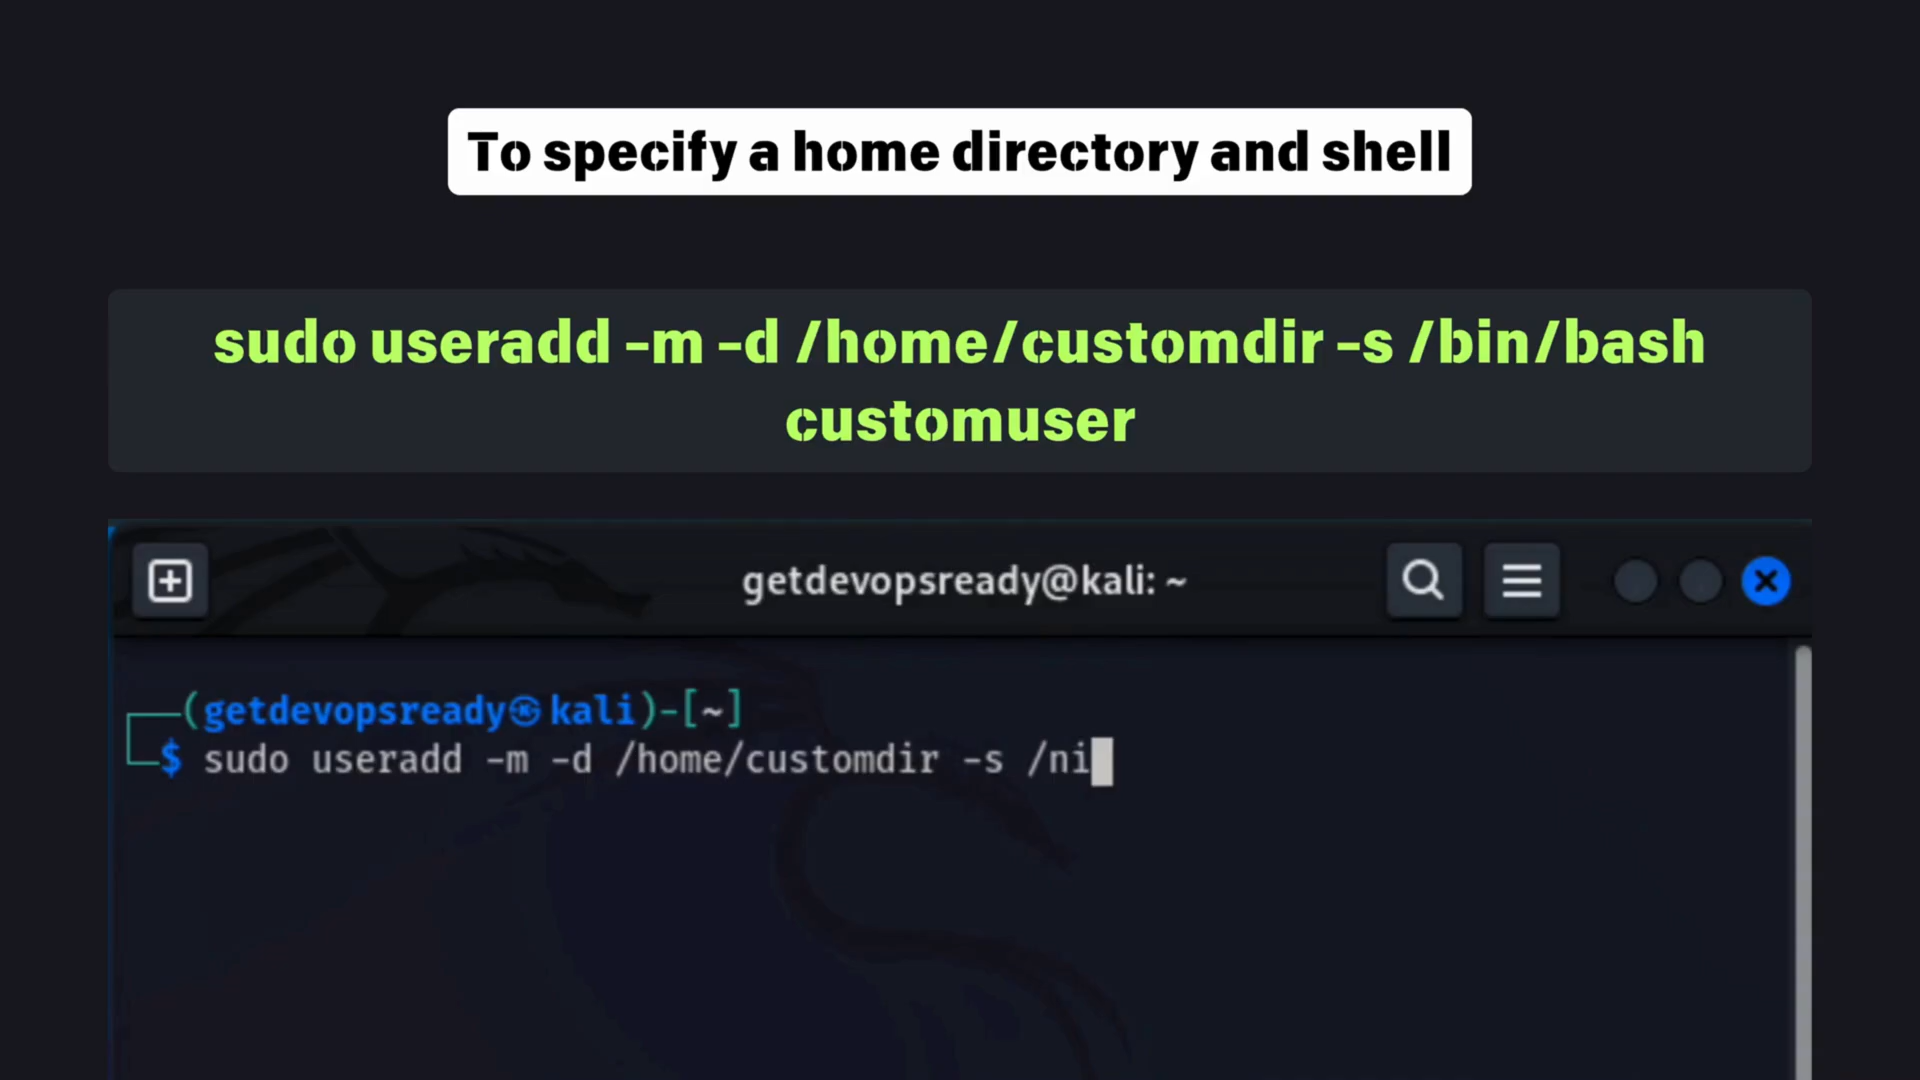 To specify a home directory and shell
sudo useradd -m -d /home/customdir -s /bin/bash
customuser
getdevopsready@kali: ~
┌──(getdevopsready㉿kali)-[~]
└─$ sudo useradd -m -d /home/customdir -s /ni